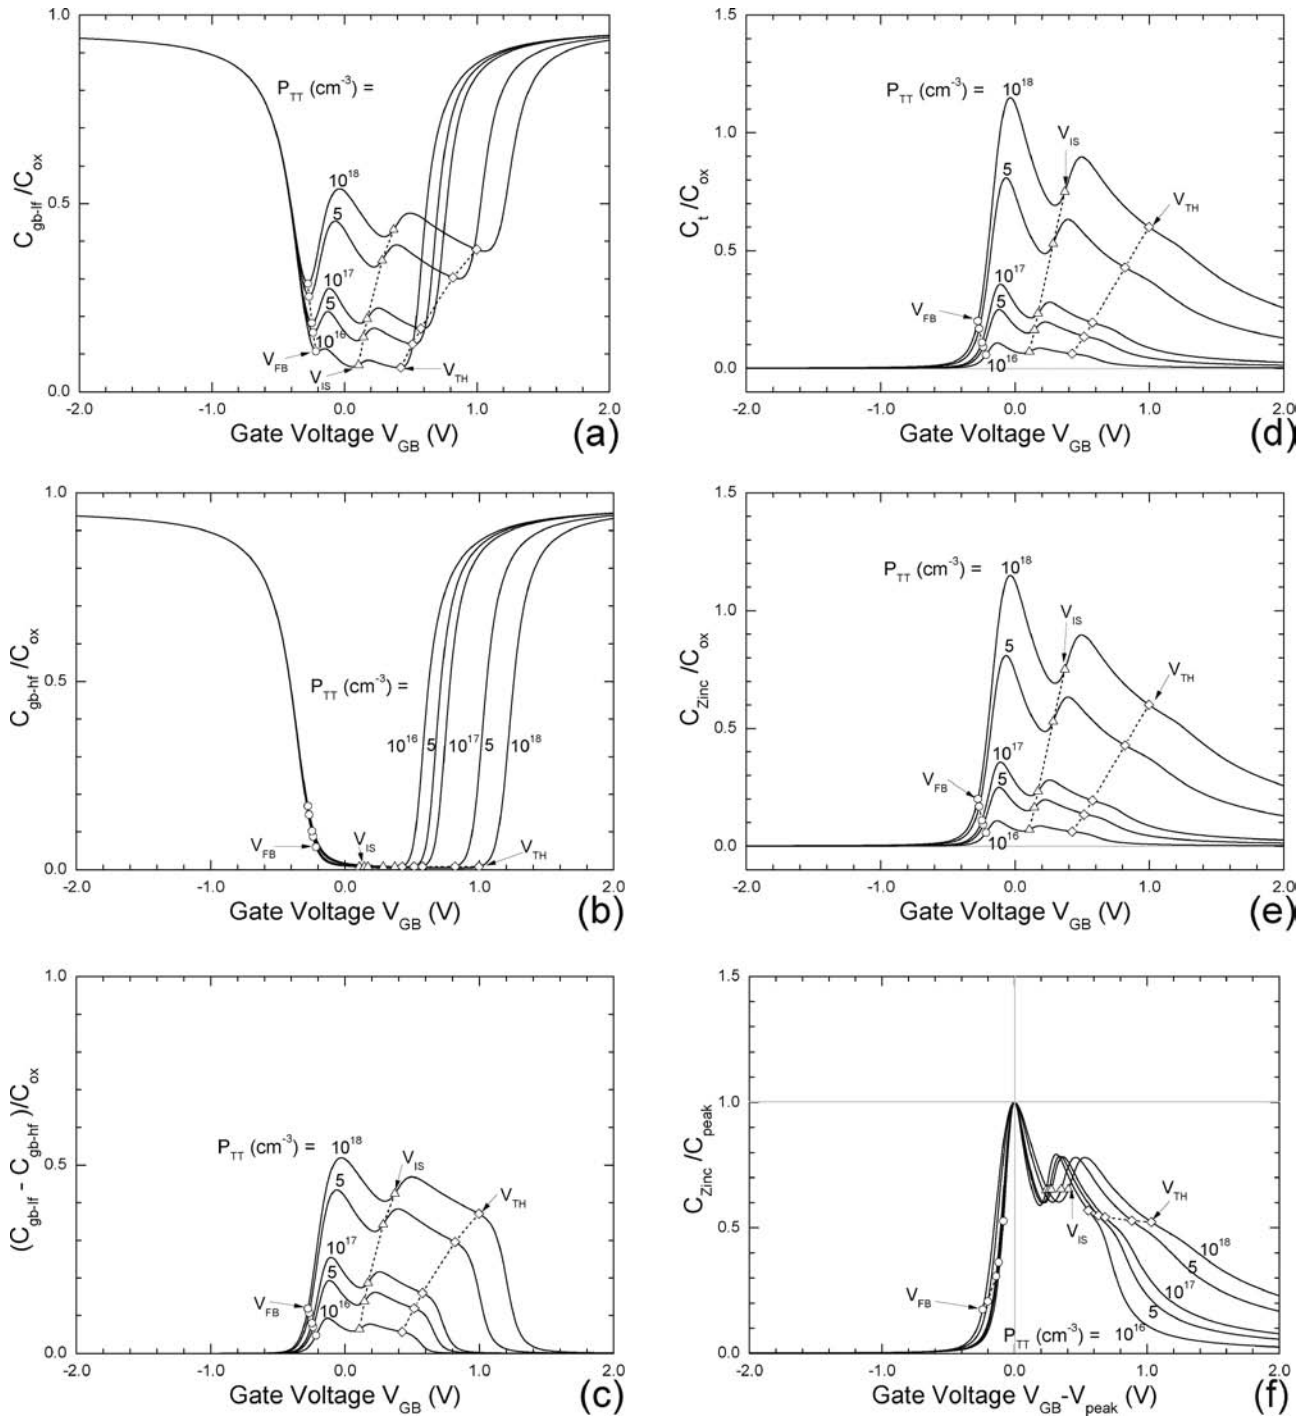 1.0
P_TT (cm^-3) =
C_gb-lf /C_ox
0.5
10^18
5
10^17
5
10^16
V_FB
V_IS
V_TH
0.0
-2.0 -1.0 0.0 1.0 2.0
Gate Voltage V_GB (V)
(a)
1.5
P_TT (cm^-3) = 10^18
V_IS
1.0
C_t /C_ox
5
V_TH
0.5
10^17
V_FB
5
10^16
0.0
-2.0 -1.0 0.0 1.0 2.0
Gate Voltage V_GB (V)
(d)
1.0
C_gb-hf /C_ox
P_TT (cm^-3) =
0.5
10^16 5 10^17 5 10^18
V_FB
V_IS
V_TH
0.0
-2.0 -1.0 0.0 1.0 2.0
Gate Voltage V_GB (V)
(b)
1.5
P_TT (cm^-3) = 10^18
V_IS
1.0
C_Zinc /C_ox
5
V_TH
0.5
10^17
V_FB
5
10^16
0.0
-2.0 -1.0 0.0 1.0 2.0
Gate Voltage V_GB (V)
(e)
1.0
(C_gb-lf - C_gb-hf )/C_ox
P_TT (cm^-3) = 10^18
V_IS
0.5
5
V_TH
10^17
V_FB
5
10^16
0.0
-2.0 -1.0 0.0 1.0 2.0
Gate Voltage V_GB (V)
(c)
1.5
1.0
C_Zinc /C_peak
V_TH
0.5
V_IS
10^18
5
V_FB
10^17
5
P_TT (cm^-3) = 10^16
0.0
-2.0 -1.0 0.0 1.0 2.0
Gate Voltage V_GB-V_peak (V)
(f)